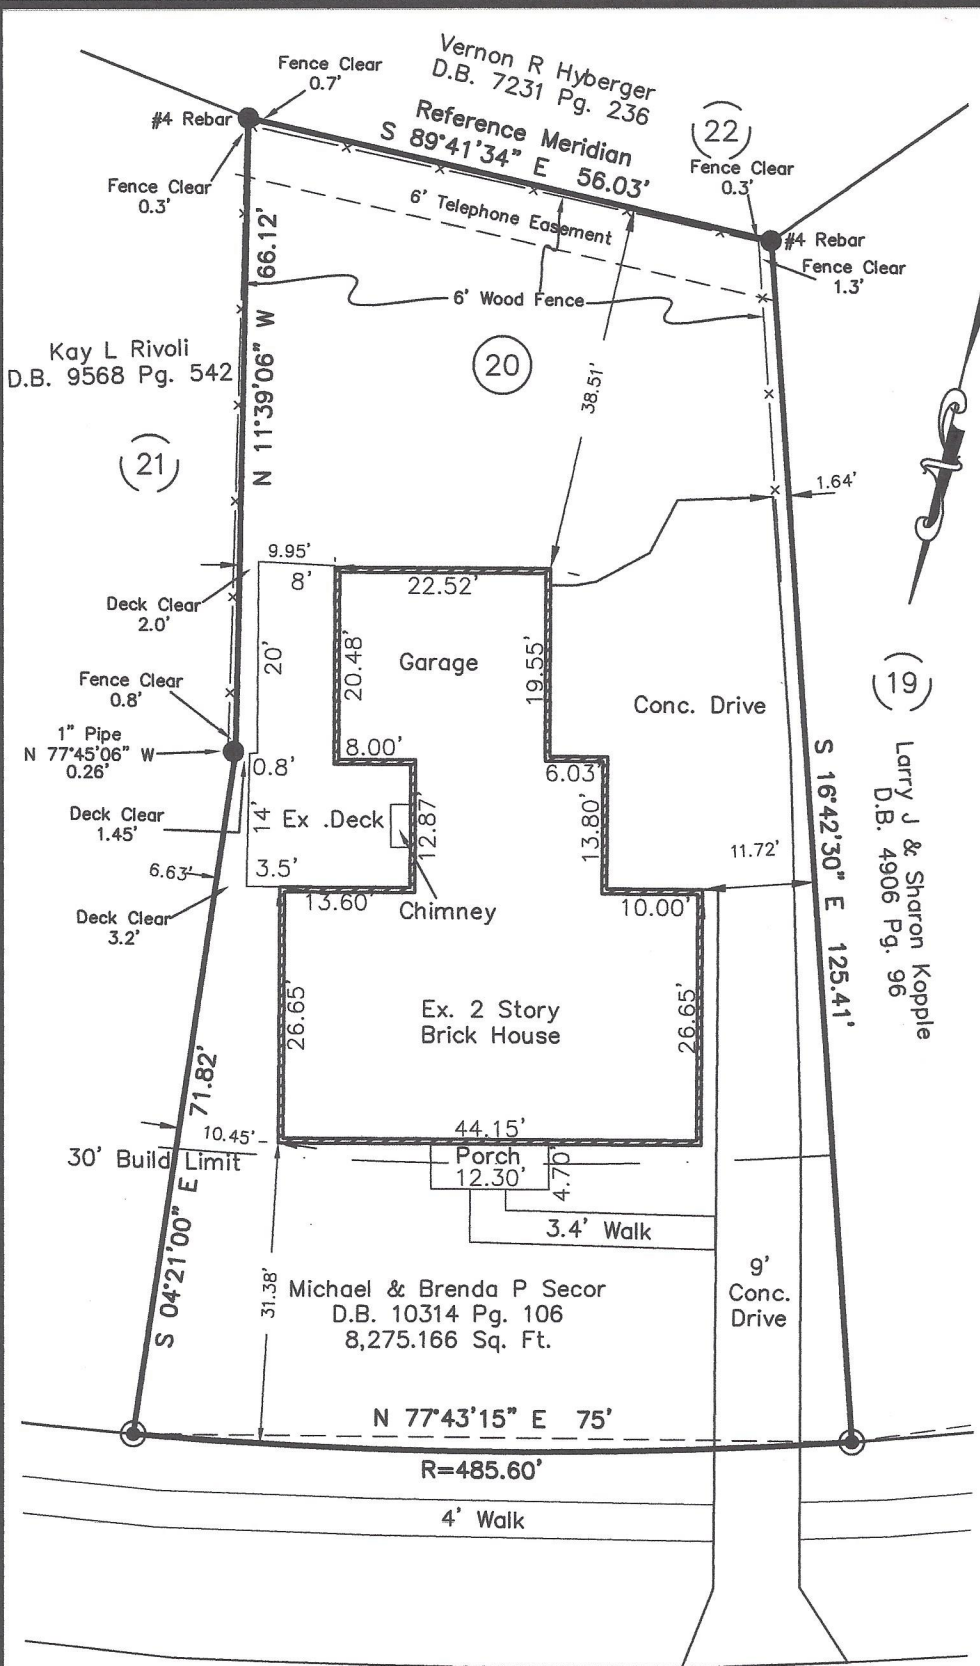 Vernon R Hyberger
D.B. 7231 Pg. 236
Reference Meridian
S 89°41'34" E 56.03'
Fence Clear
0.7'
#4 Rebar
22
Fence Clear
0.3'
Fence Clear
0.3'
#4 Rebar
Fence Clear
1.3'
6' Telephone Easement
6' Wood Fence
N 11°39'06" W 66.12'
Kay L Rivoli
D.B. 9568 Pg. 542
20
38.51'
21
1.64'
N
9.95'
8'
22.52'
Deck Clear
2.0'
20'
20.48'
Garage
19.55'
Conc. Drive
19
Fence Clear
0.8'
1" Pipe
N 77°45'06" W
0.26'
0.8'
8.00'
6.03'
Larry J & Sharon Kopple
D.B. 4906 Pg. 96
S 16°42'30" E 125.41'
Deck Clear
1.45'
14'
Ex .Deck
12.87'
13.80'
11.72'
6.63'
3.5'
13.60'
Chimney
10.00'
Deck Clear
3.2'
26.65'
Ex. 2 Story
Brick House
26.65'
S 04°21'00" E 71.82'
10.45'
44.15'
30' Build Limit
Porch
12.30'
4.70'
3.4' Walk
31.38'
Michael & Brenda P Secor
D.B. 10314 Pg. 106
8,275.166 Sq. Ft.
9'
Conc.
Drive
N 77°43'15" E 75'
R=485.60'
4' Walk